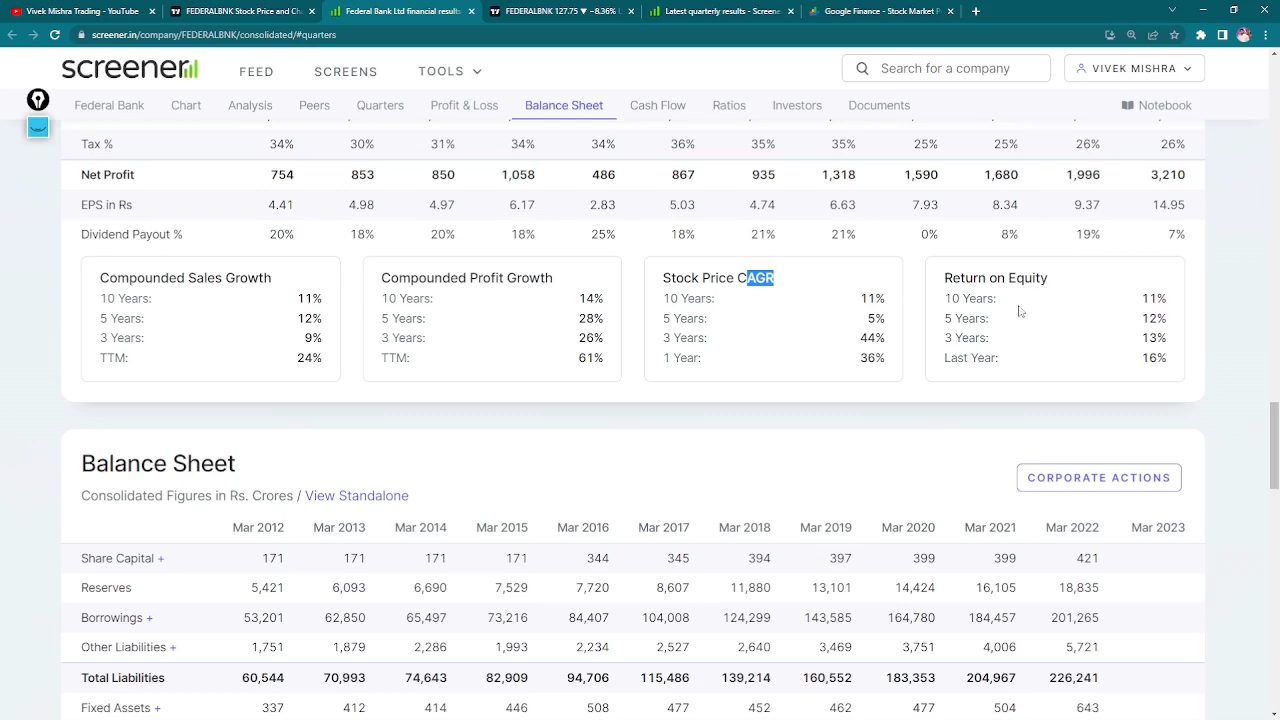 Vivek Mishra Trading - YouTube
FEDERALBNK Stock Price and Cha
Federal Bank Ltd financial results
FEDERALBNK 127.75 ▼ −8.36% U
Latest quarterly results - Screene
Google Finance - Stock Market P
screener.in/company/FEDERALBNK/consolidated/#quarters
screener
FEED SCREENS TOOLS
Search for a company
VIVEK MISHRA
Federal Bank Chart Analysis Peers Quarters Profit & Loss Balance Sheet Cash Flow Ratios Investors Documents Notebook
Tax % 34% 30% 31% 34% 34% 36% 35% 35% 25% 25% 26% 26%
Net Profit 754 853 850 1,058 486 867 935 1,318 1,590 1,680 1,996 3,210
EPS in Rs 4.41 4.98 4.97 6.17 2.83 5.03 4.74 6.63 7.93 8.34 9.37 14.95
Dividend Payout % 20% 18% 20% 18% 25% 18% 21% 21% 0% 8% 19% 7%
Compounded Sales Growth
10 Years: 11%
5 Years: 12%
3 Years: 9%
TTM: 24%
Compounded Profit Growth
10 Years: 14%
5 Years: 28%
3 Years: 26%
TTM: 61%
Stock Price CAGR
10 Years: 11%
5 Years: 5%
3 Years: 44%
1 Year: 36%
Return on Equity
10 Years: 11%
5 Years: 12%
3 Years: 13%
Last Year: 16%
Balance Sheet
Consolidated Figures in Rs. Crores / View Standalone
CORPORATE ACTIONS
Mar 2012 Mar 2013 Mar 2014 Mar 2015 Mar 2016 Mar 2017 Mar 2018 Mar 2019 Mar 2020 Mar 2021 Mar 2022 Mar 2023
Share Capital + 171 171 171 171 344 345 394 397 399 399 421
Reserves 5,421 6,093 6,690 7,529 7,720 8,607 11,880 13,101 14,424 16,105 18,835
Borrowings + 53,201 62,850 65,497 73,216 84,407 104,008 124,299 143,585 164,780 184,457 201,265
Other Liabilities + 1,751 1,879 2,286 1,993 2,234 2,527 2,640 3,469 3,751 4,006 5,721
Total Liabilities 60,544 70,993 74,643 82,909 94,706 115,486 139,214 160,552 183,353 204,967 226,241
Fixed Assets + 337 412 414 446 508 477 452 462 477 504 643